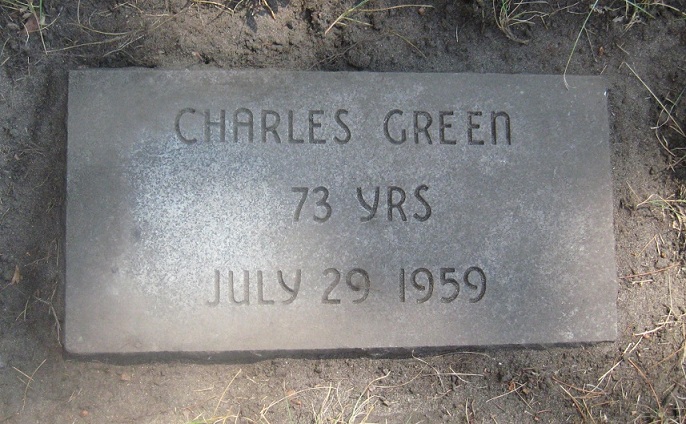 CHARLES GREEN
73 YRS
JULY 29 1959